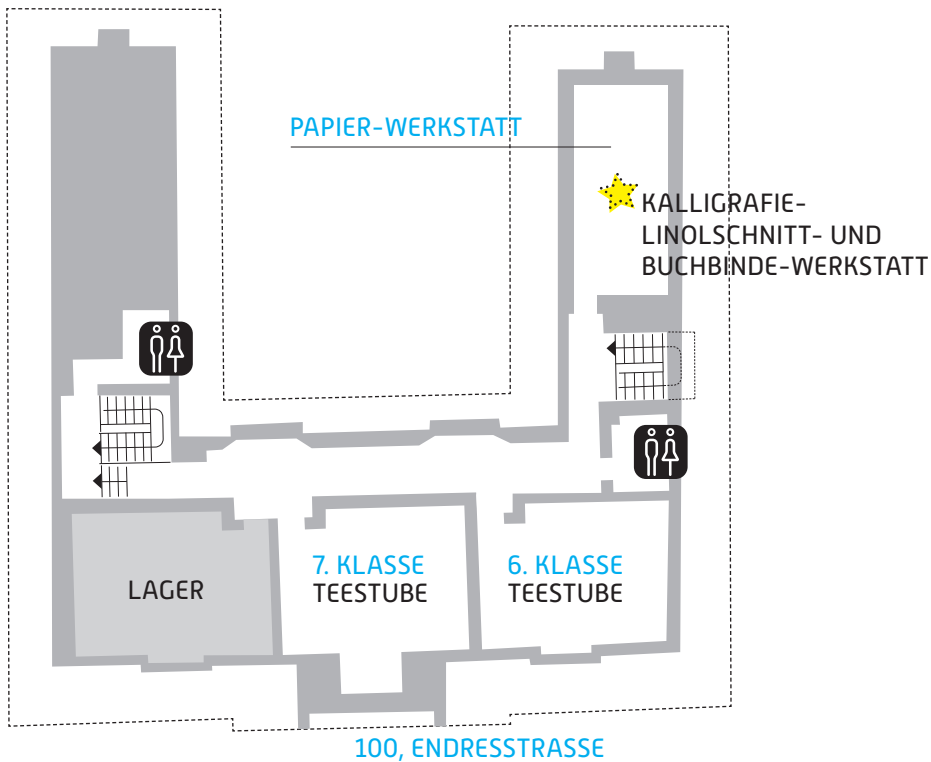 PAPIER-WERKSTATT
KALLIGRAFIE-
LINOLSCHNITT- UND
BUCHBINDE-WERKSTATT
LAGER
7. KLASSE
TEESTUBE
6. KLASSE
TEESTUBE
100, ENDRESSTRASSE